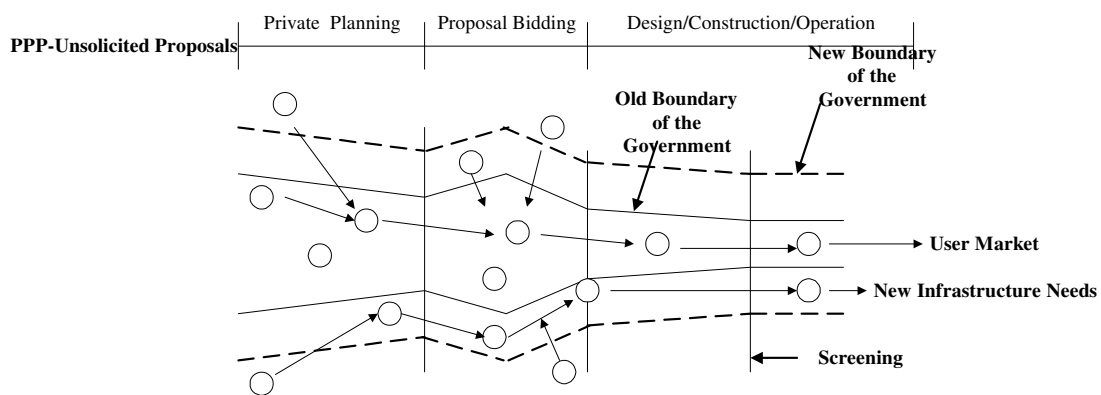 Private Planning
Proposal Bidding
Design/Construction/Operation
PPP-Unsolicited Proposals
New Boundary
of the
Government
Old Boundary
of the
Government
User Market
New Infrastructure Needs
Screening